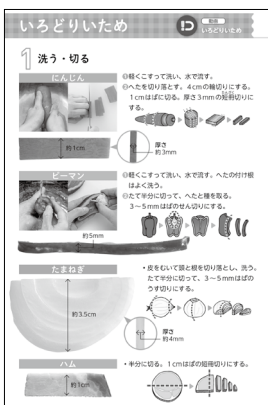 いろどりいため
動画
いろどりいため
1 洗う・切る
にんじん
❶軽くこすって洗い、水で流す。
❷へたを切り落とす。4cmの輪切りにする。
1cmはばに切る。厚さ3mmの短冊切りに
する。
約1cm
厚さ
約3mm
ピーマン
❶軽くこすって洗い、水で流す。へたの付け根
はよく洗う。
❷たて半分に切って、へたと種を取る。
3～5mmはばのせん切りにする。
約5mm
たまねぎ
・皮をむいて頭と根を切り落とし、洗う。
たて半分に切って、3～5mmはばの
うす切りにする。
約3.5cm
厚さ
約4mm
ハム
・半分に切る。1cmはばの短冊切りにする。
約1cm